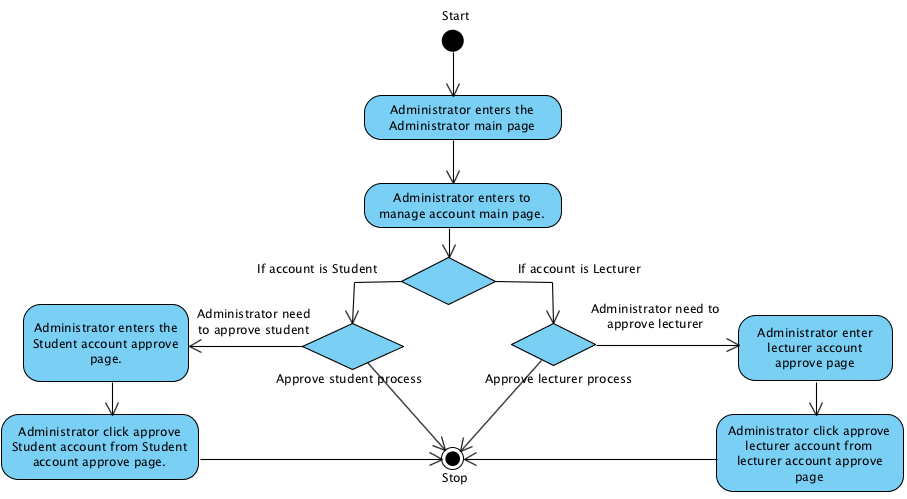 Start
Administrator enters the
Administrator main page
Administrator enters to
manage account main page.
If account is Student
If account is Lecturer
Administrator need
to approve student
Administrator need to
approve lecturer
Administrator enters the
Student account approve
page.
Administrator enter
lecturer account
approve page
Approve student process
Approve lecturer process
Administrator click approve
Student account from Student
account approve page.
Administrator click approve
lecturer account from
lecturer account approve
page
Stop